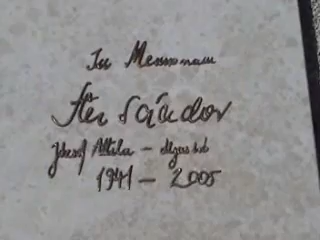 In Memoriam
Tar Sándor
József Attila – díjas író
1941 – 2005